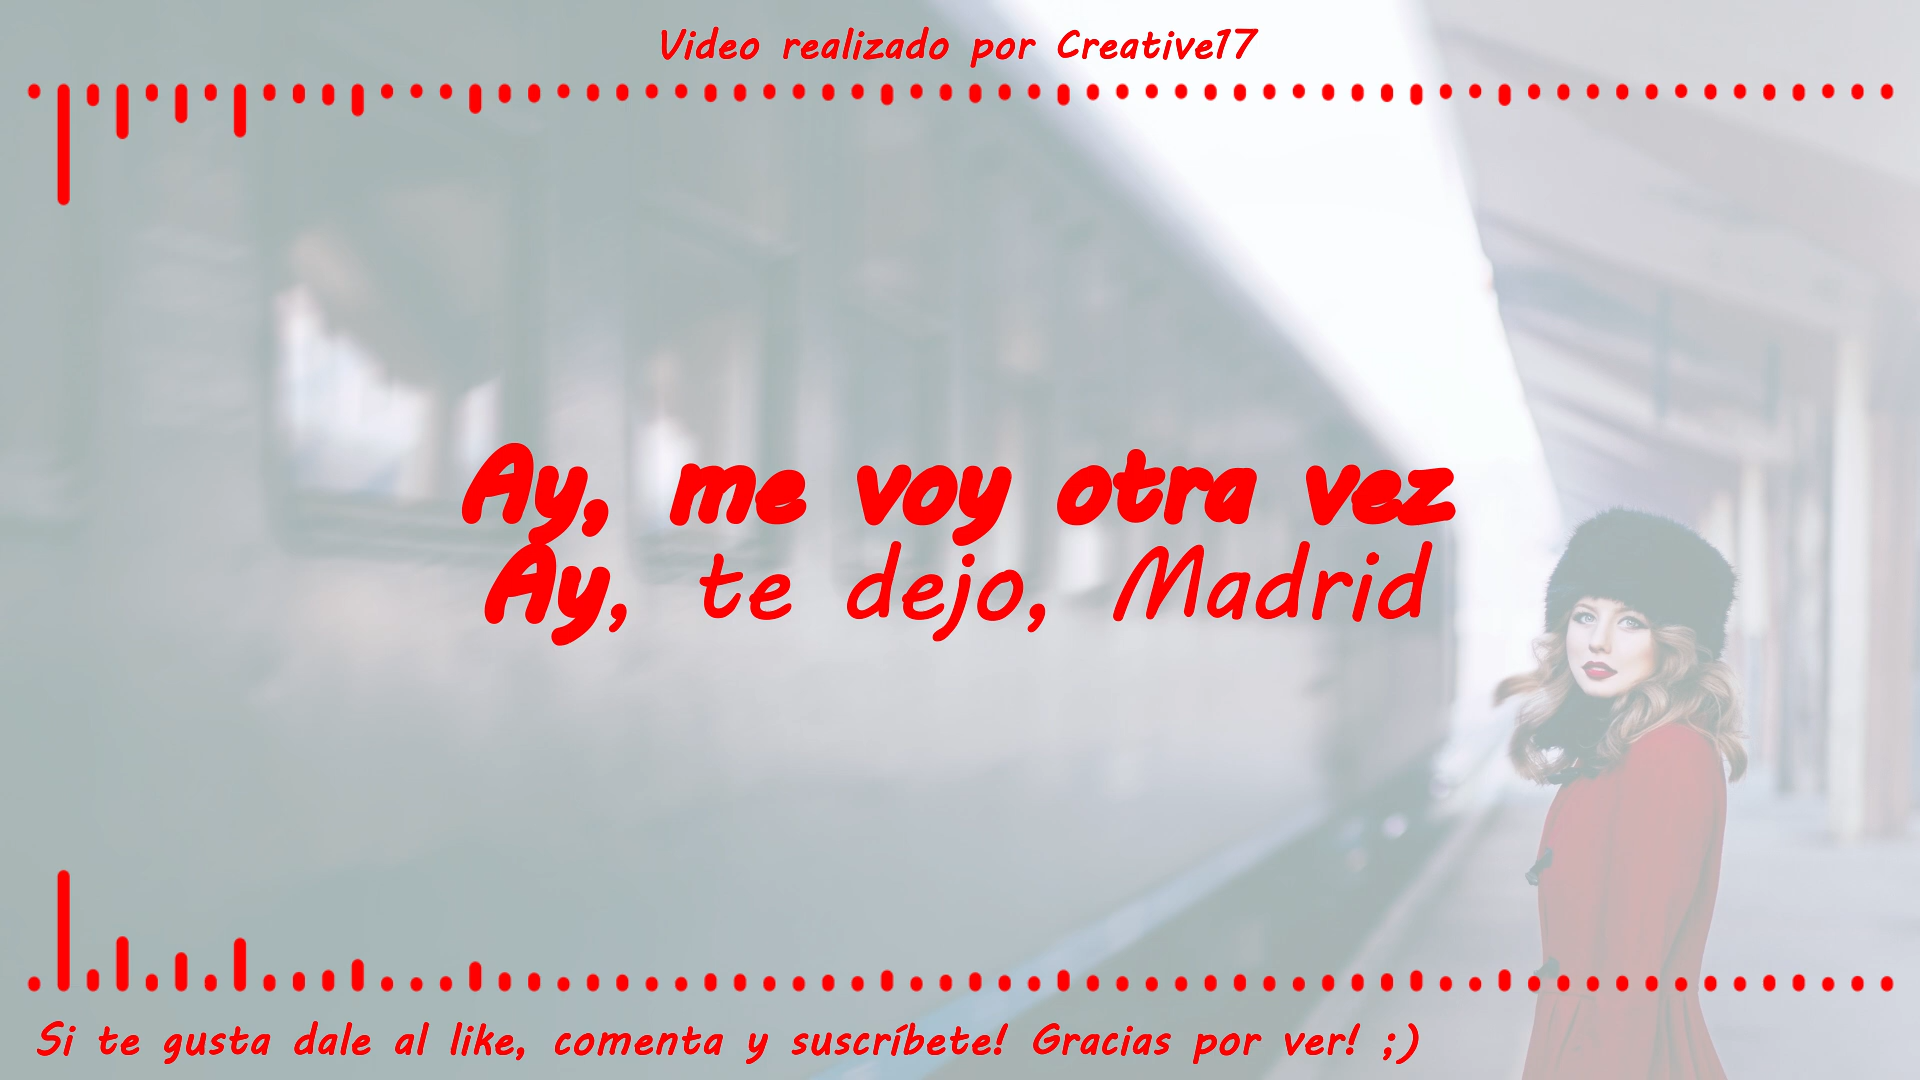 Video realizado por Creative17
Ay, me voy otra vez
Ay, te dejo, Madrid
Si te gusta dale al like, comenta y suscríbete! Gracias por ver! ;)